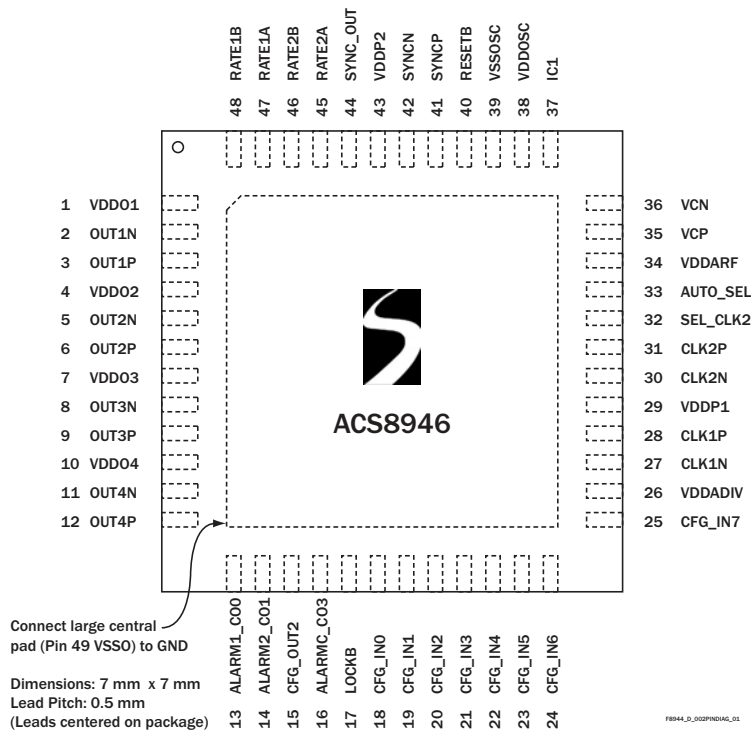 48 RATE1B
47 RATE1A
46 RATE2B
45 RATE2A
44 SYNC_OUT
43 VDDP2
42 SYNCN
41 SYNCP
40 RESETB
39 VSSOSC
38 VDDOSC
37 IC1
1 VDDO1
2 OUT1N
3 OUT1P
4 VDDO2
5 OUT2N
6 OUT2P
7 VDDO3
8 OUT3N
9 OUT3P
10 VDDO4
11 OUT4N
12 OUT4P
ACS8946
36 VCN
35 VCP
34 VDDARF
33 AUTO_SEL
32 SEL_CLK2
31 CLK2P
30 CLK2N
29 VDDP1
28 CLK1P
27 CLK1N
26 VDDADIV
25 CFG_IN7
13 ALARM1_CO0
14 ALARM2_CO1
15 CFG_OUT2
16 ALARMC_CO3
17 LOCKB
18 CFG_IN0
19 CFG_IN1
20 CFG_IN2
21 CFG_IN3
22 CFG_IN4
23 CFG_IN5
24 CFG_IN6
Connect large central
pad (Pin 49 VSSO) to GND
Dimensions: 7 mm x 7 mm
Lead Pitch: 0.5 mm
(Leads centered on package)
F8944_D_002PINDIAG_01